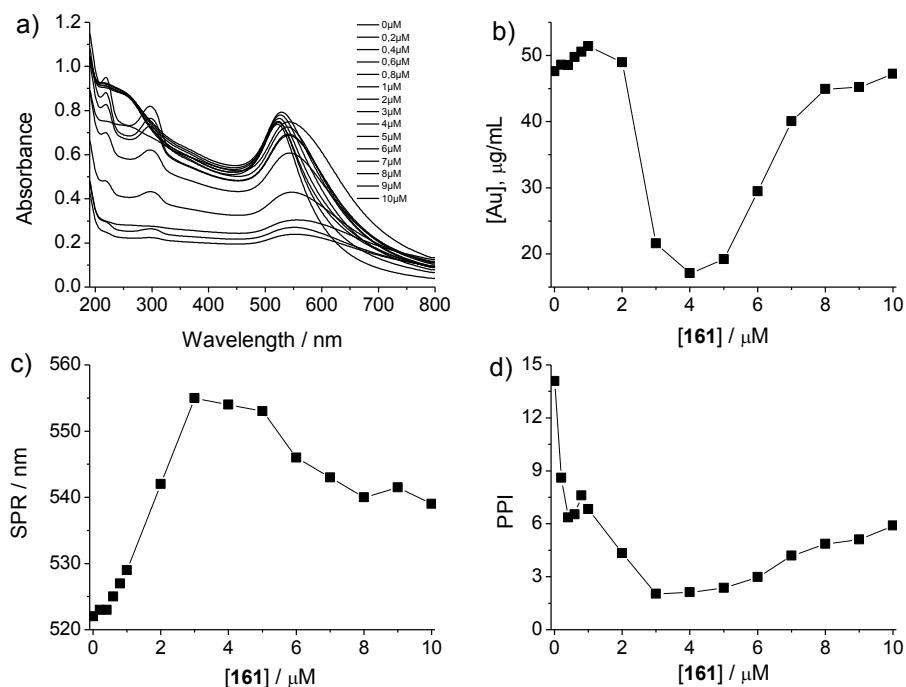 a)
Absorbance
1.2
1.0
0.8
0.6
0.4
0.2
0.0
200 300 400 500 600 700 800
Wavelength / nm
0μM
0,2μM
0,4μM
0,6μM
0,8μM
1μM
2μM
3μM
4μM
5μM
6μM
7μM
8μM
9μM
10μM
b)
[Au], μg/mL
50
40
30
20
0 2 4 6 8 10
[161] / μM
c)
SPR / nm
560
550
540
530
520
0 2 4 6 8 10
[161] / μM
d)
PPI
15
12
9
6
3
0
0 2 4 6 8 10
[161] / μM